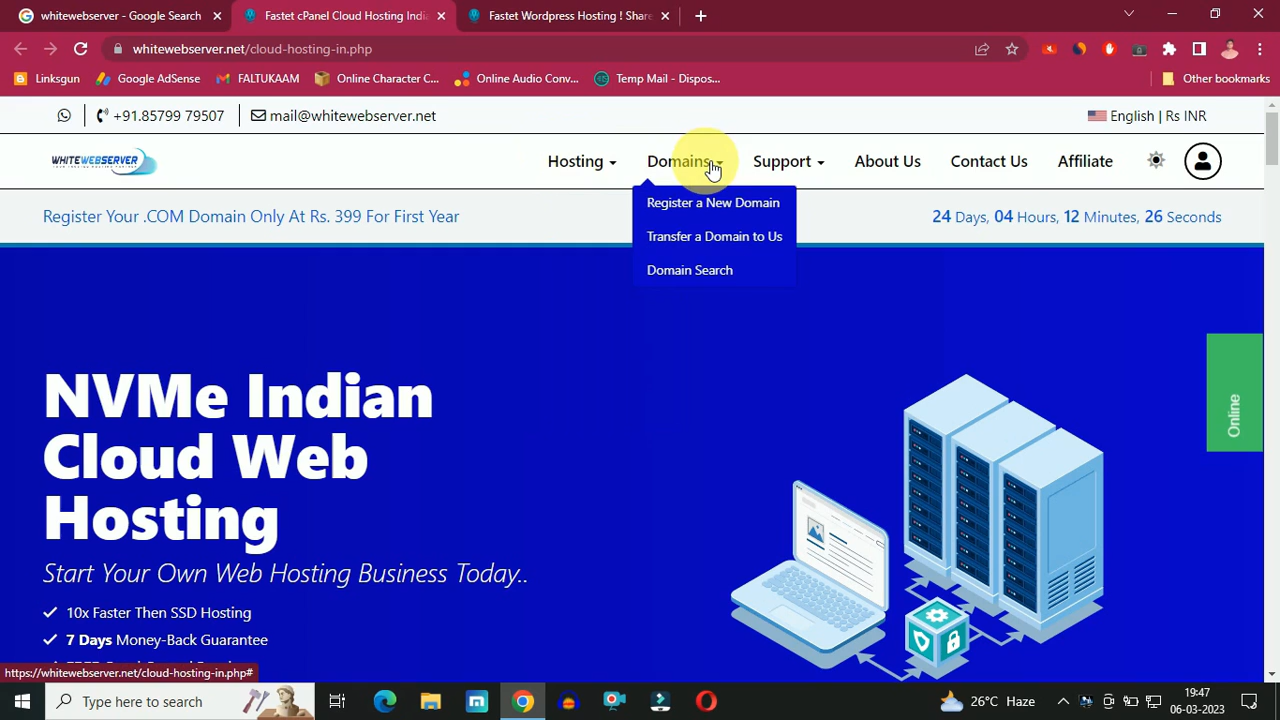 whitewebserver - Google Search
Fastet cPanel Cloud Hosting Indi
Fastet Wordpress Hosting ! Share
whitewebserver.net/cloud-hosting-in.php
Linksgun
Google AdSense
FALTUKAAM
Online Character C...
Online Audio Conv...
Temp Mail - Dispos...
Other bookmarks
+91.85799 79507
mail@whitewebserver.net
English | Rs INR
WHITEWEBSERVER
Hosting
Domains
Support
About Us
Contact Us
Affiliate
Register a New Domain
Transfer a Domain to Us
Domain Search
Register Your .COM Domain Only At Rs. 399 For First Year
24 Days, 04 Hours, 12 Minutes, 26 Seconds
NVMe Indian
Cloud Web
Hosting
Start Your Own Web Hosting Business Today..
10x Faster Then SSD Hosting
7 Days Money-Back Guarantee
Online
https://whitewebserver.net/cloud-hosting-in.php#
Type here to search
26°C Haze
19:47
06-03-2023